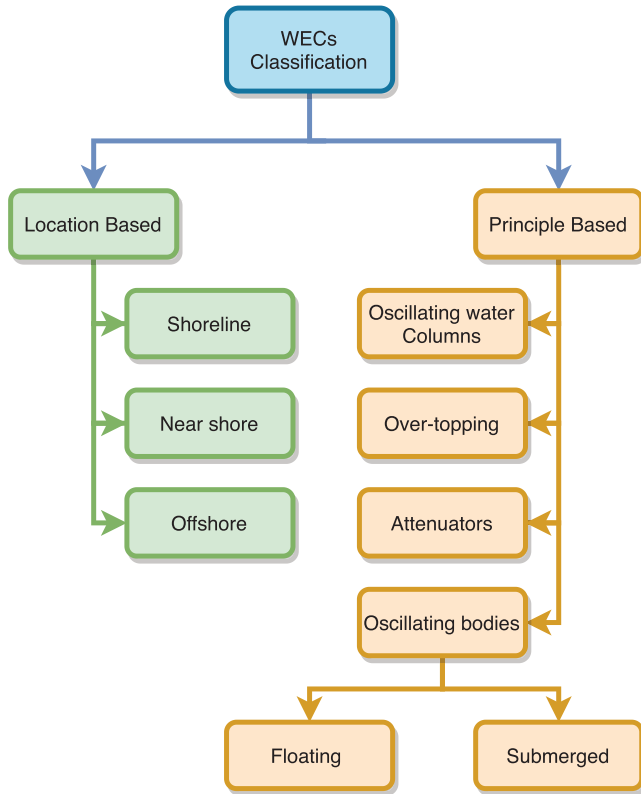 WECs
Classification
Location Based
Principle Based
Shoreline
Near shore
Offshore
Oscillating water
Columns
Over-topping
Attenuators
Oscillating bodies
Floating
Submerged